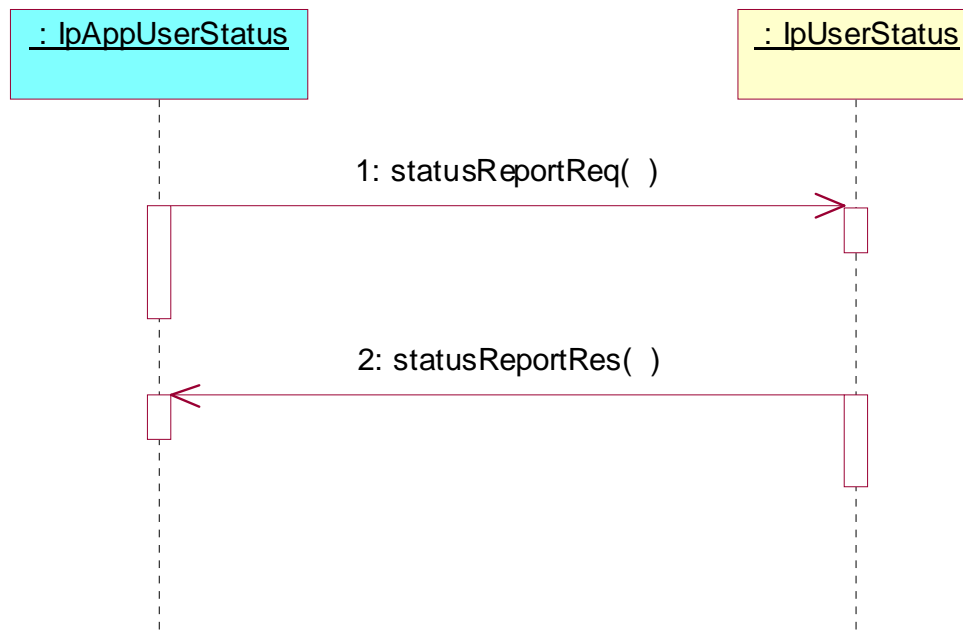 : IpAppUserStatus
: IpUserStatus
1: statusReportReq( )
2: statusReportRes( )